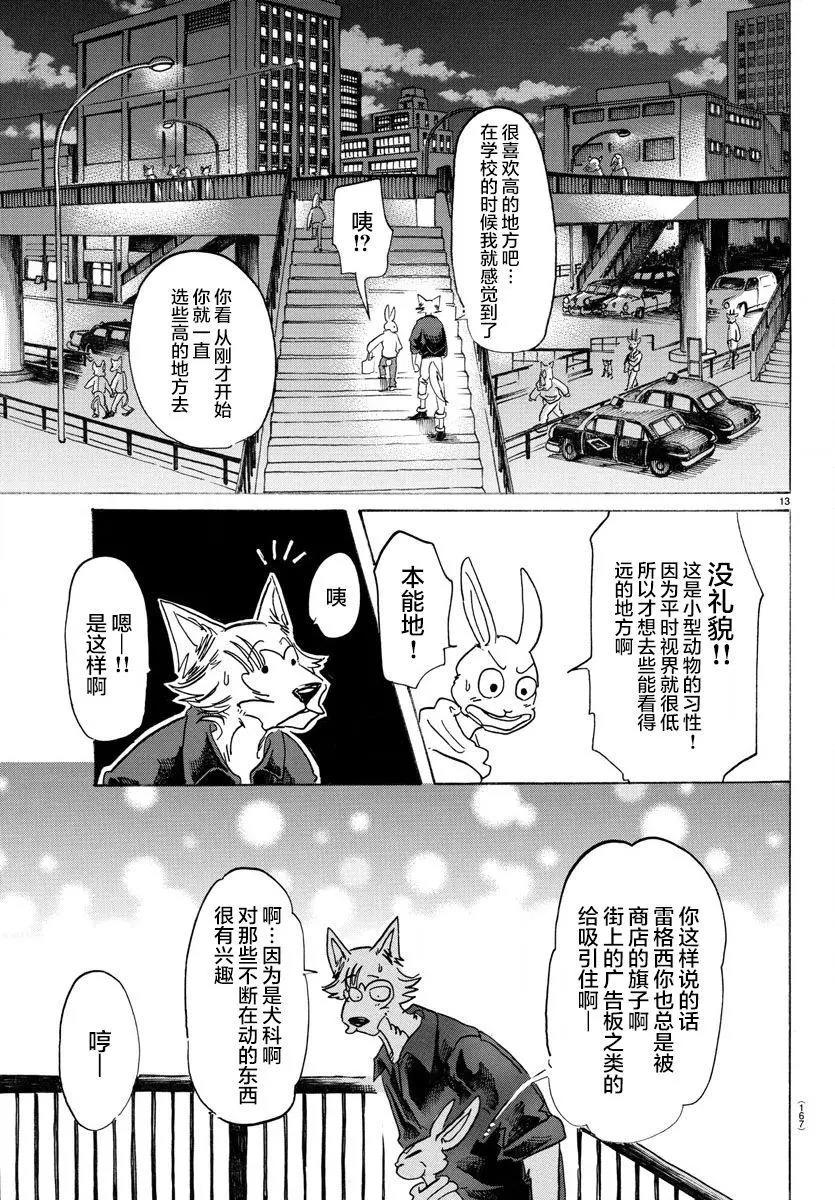 很喜欢高的地方吧…
在学校的时候我就感觉到了
咦!?
你看 从刚才开始
你就一直
选些高的地方去
13
没礼貌!!
这是小型动物的习性!
因为平时视界就很低
所以才想去些能看得
远的地方啊
本能地!
咦
嗯—!!
是这样啊
你这样说的话
雷格西你也总是被
商店的旗子啊
街上的广告板之类的
给吸引住啊—
啊…因为是犬科啊
对那些不断在动的东西
很有兴趣
哼—
(167)